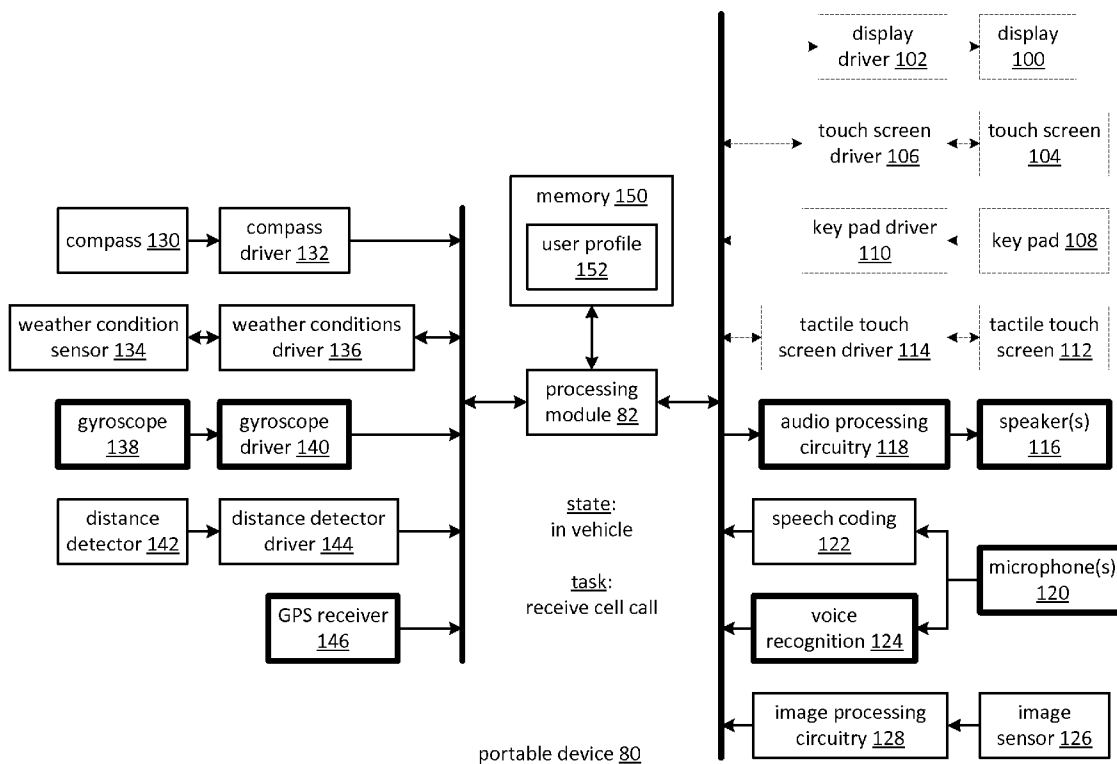 display
driver 102
display
100
touch screen
driver 106
touch screen
104
memory 150
user profile
152
key pad driver
110
key pad 108
compass 130
compass
driver 132
weather condition
sensor 134
weather conditions
driver 136
tactile touch
screen driver 114
tactile touch
screen 112
processing
module 82
gyroscope
138
gyroscope
driver 140
audio processing
circuitry 118
speaker(s)
116
distance
detector 142
distance detector
driver 144
state:
in vehicle
speech coding
122
microphone(s)
120
task:
receive cell call
GPS receiver
146
voice
recognition 124
image processing
circuitry 128
image
sensor 126
portable device 80